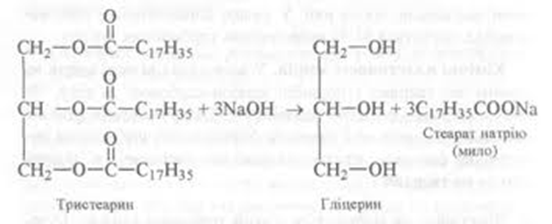 O
CH₂—O—C—C₁₇H₃₅
O
CH—O—C—C₁₇H₃₅ + 3NaOH →
O
CH₂—O—C—C₁₇H₃₅
Тристеарин
CH₂—OH
CH—OH + 3C₁₇H₃₅COONa
Стеарат натрію
(мило)
CH₂—OH
Гліцерин